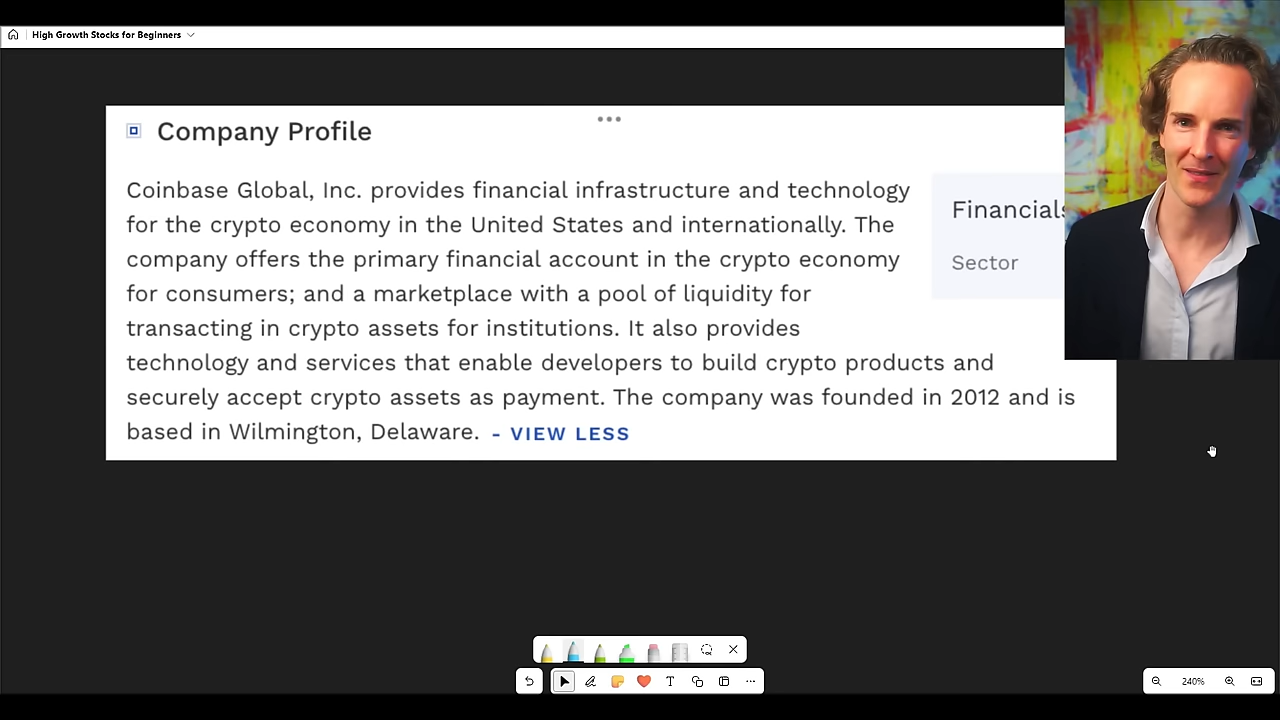 High Growth Stocks for Beginners
Company Profile
Coinbase Global, Inc. provides financial infrastructure and technology
for the crypto economy in the United States and internationally. The
company offers the primary financial account in the crypto economy
for consumers; and a marketplace with a pool of liquidity for
transacting in crypto assets for institutions. It also provides
technology and services that enable developers to build crypto products and
securely accept crypto assets as payment. The company was founded in 2012 and is
based in Wilmington, Delaware. - VIEW LESS
Financials
Sector
T
240%